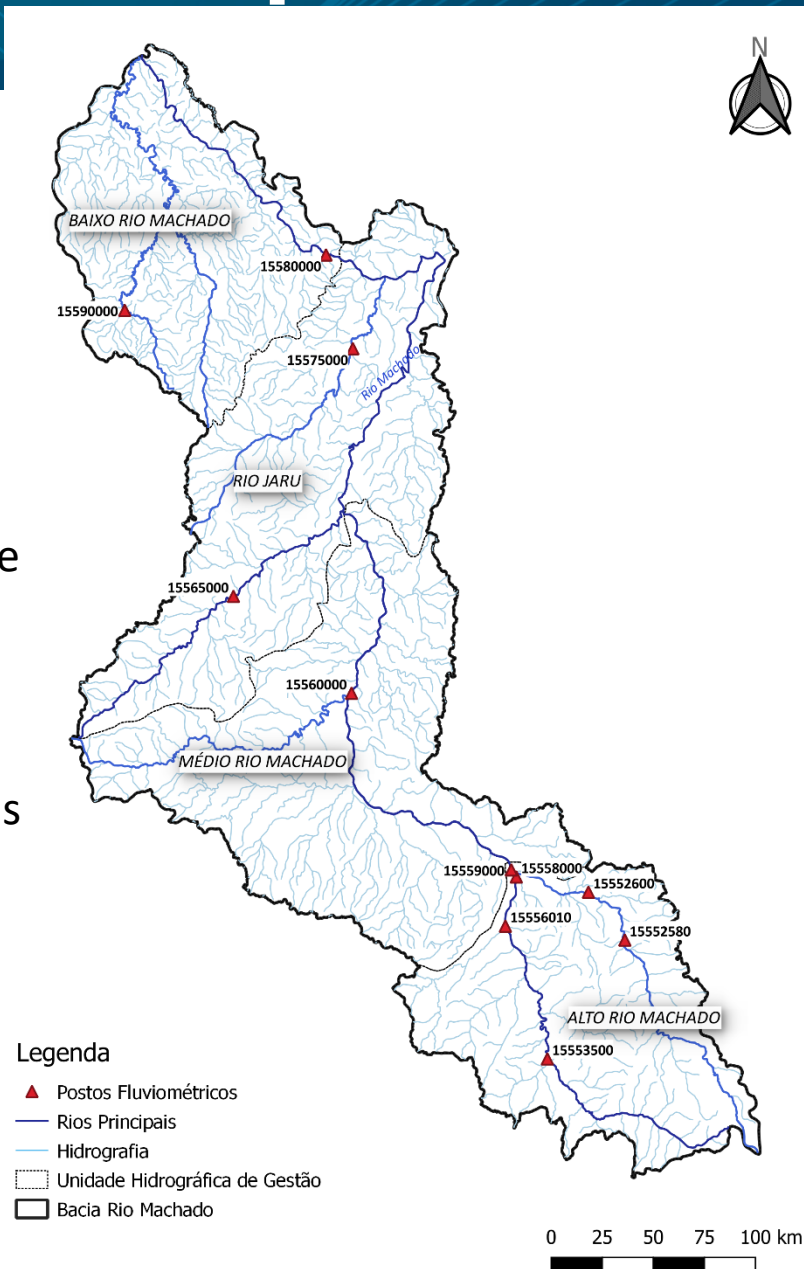 N
BAIXO RIO MACHADO
15580000
15590000
15575000
Rio Machado
RIO JARU
e
15565000
15560000
MÉDIO RIO MACHADO
s
15559000
15558000
15552600
15556010
15552580
ALTO RIO MACHADO
15553500
Legenda
Postos Fluviométricos
Rios Principais
Hidrografia
Unidade Hidrográfica de Gestão
Bacia Rio Machado
0 25 50 75 100 km